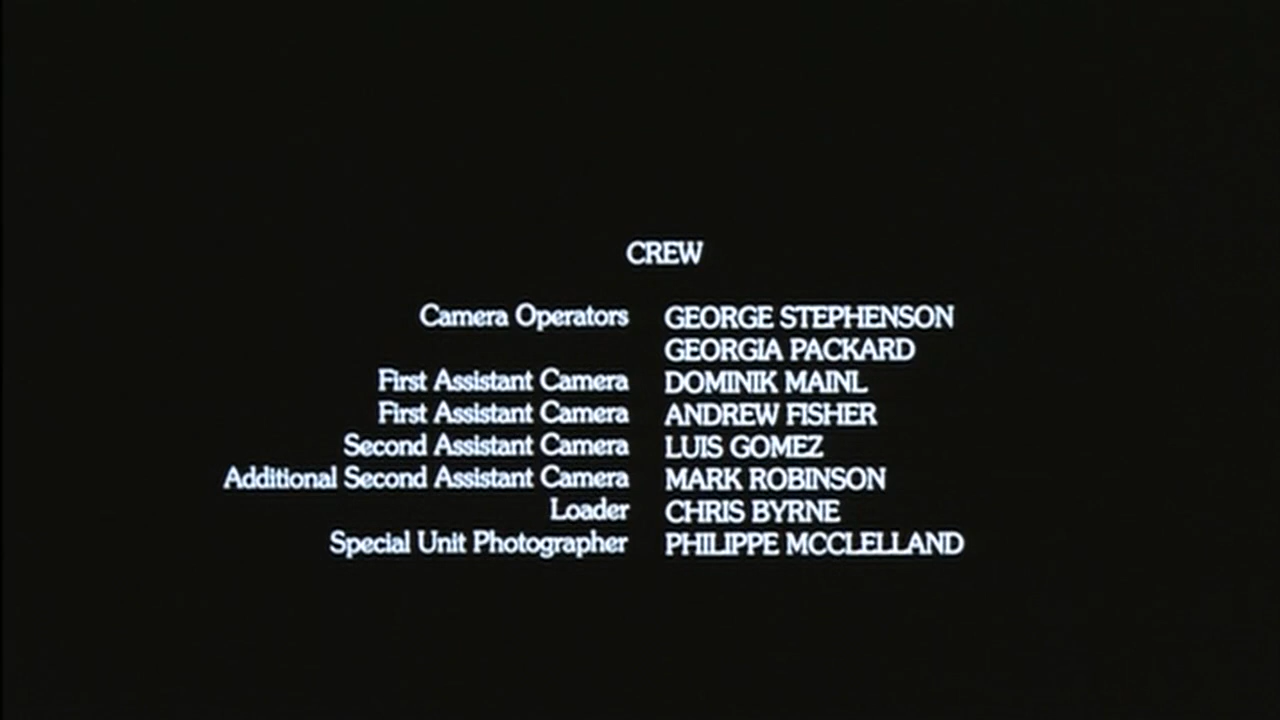 CREW
Camera Operators GEORGE STEPHENSON
GEORGIA PACKARD
First Assistant Camera DOMINIK MAINL
First Assistant Camera ANDREW FISHER
Second Assistant Camera LUIS GOMEZ
Additional Second Assistant Camera MARK ROBINSON
Loader CHRIS BYRNE
Special Unit Photographer PHILIPPE MCCLELLAND